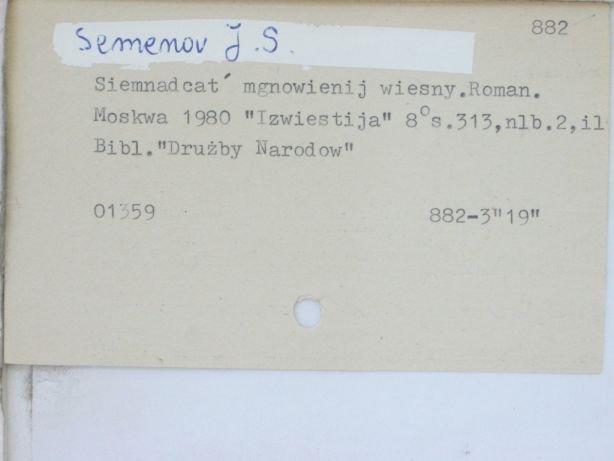 882
Semenov J.S.
Siemnadcat´ mgnowienij wiesny.Roman.
Moskwa 1980 "Izwiestija" 8°s.313,nlb.2,il
Bibl."Drużby Narodow"
01359 882-3"19"